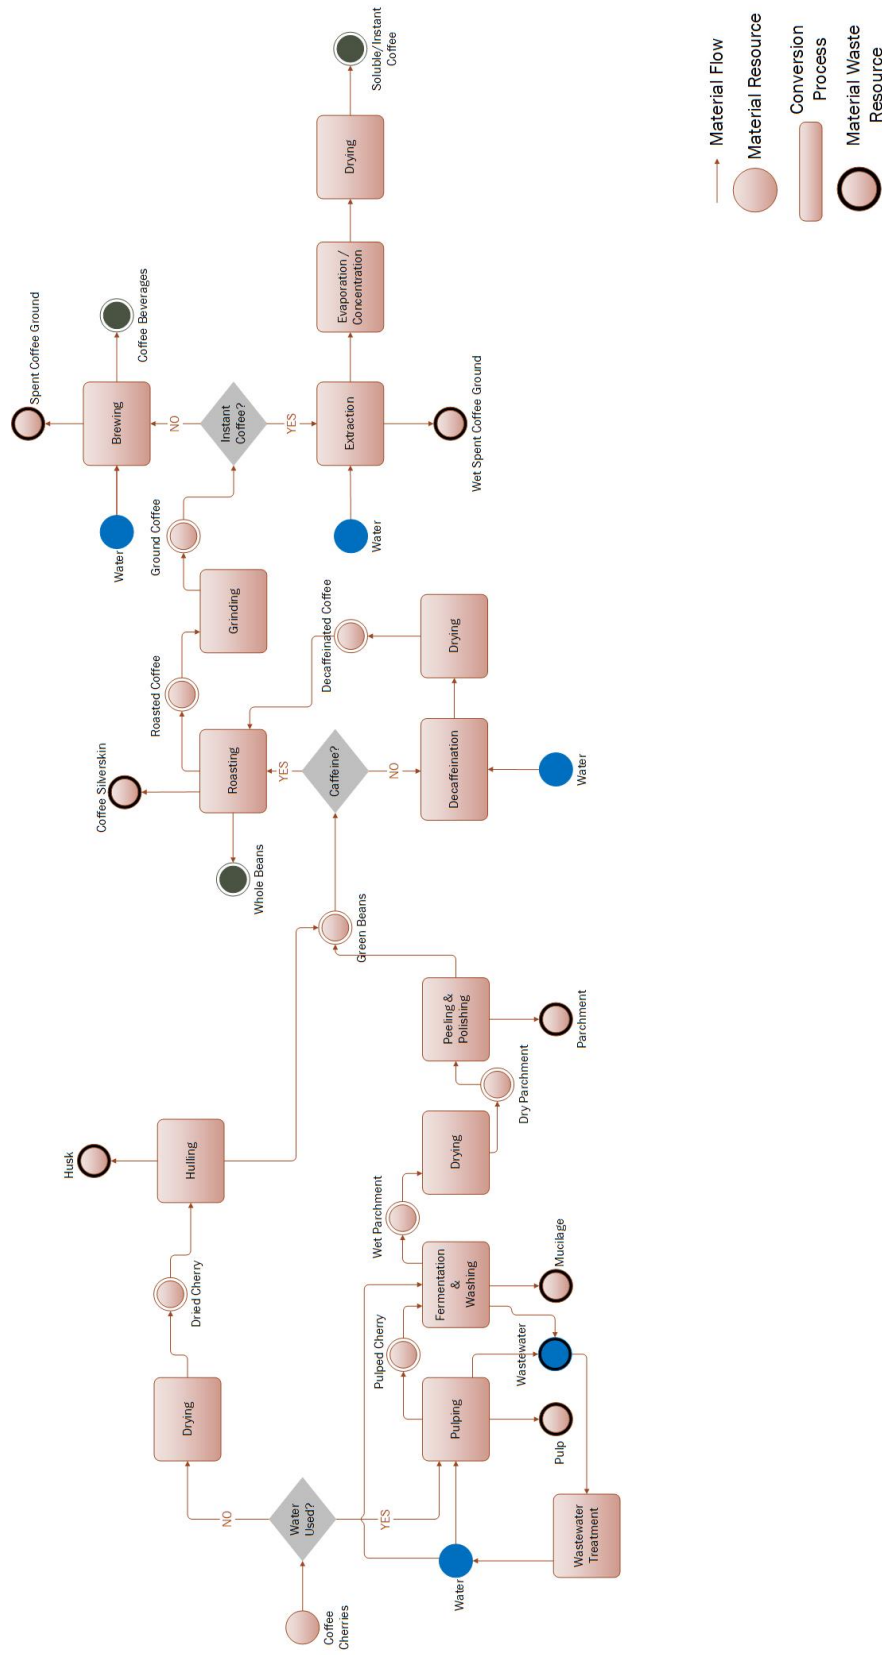 Coffee
Cherries
Water
Used?
NO
YES
Drying
Dried Cherry
Hulling
Husk
Water
Pulping
Pulp
Pulped Cherry
Wastewater
Wastewater
Treatment
Fermentation
&
Washing
Mucilage
Wet Parchment
Drying
Dry Parchment
Peeling &
Polishing
Parchment
Green Beans
Caffeine?
YES
NO
Whole Beans
Roasting
Coffee Silverskin
Roasted Coffee
Decaffeination
Water
Drying
Decaffeinated Coffee
Grinding
Ground Coffee
Instant
Coffee?
NO
YES
Water
Brewing
Spent Coffee Ground
Coffee Beverages
Water
Extraction
Wet Spent Coffee Ground
Evaporation /
Concentration
Drying
Soluble/Instant
Coffee
Material Flow
Material Resource
Conversion
Process
Material Waste
Resource